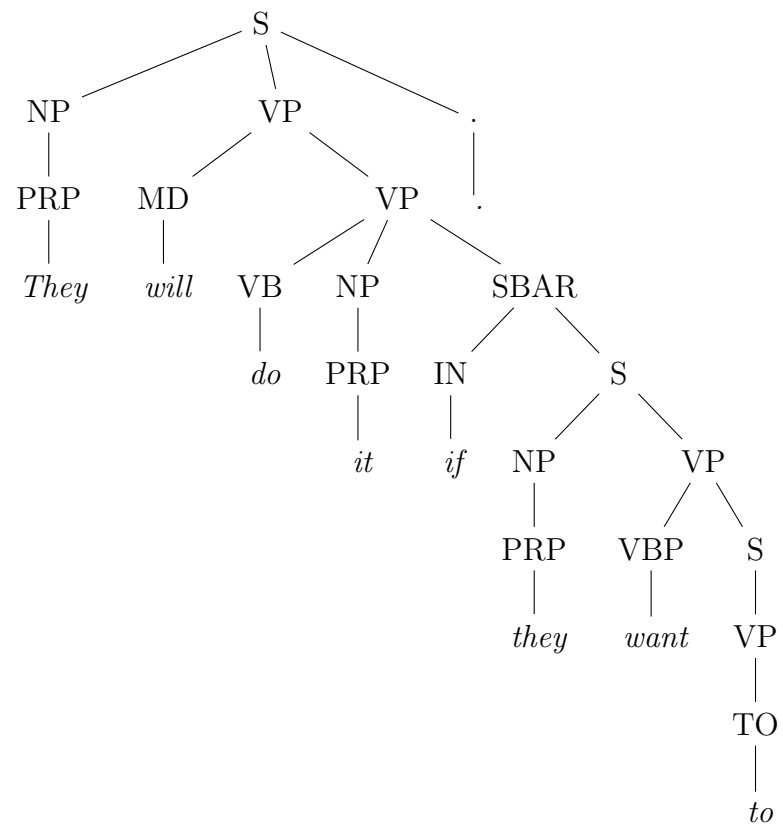 S
NP VP .
PRP MD VP .
They will VB NP SBAR
do PRP IN S
it if NP VP
PRP VBP S
they want VP
TO
to